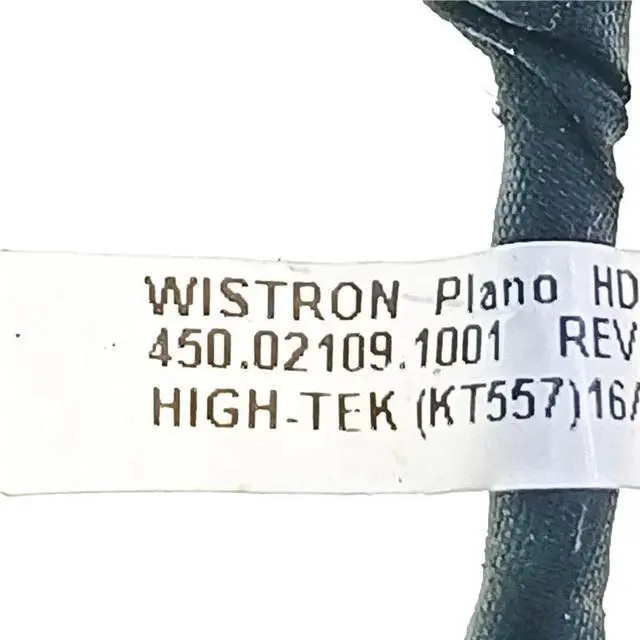 WISTRON Plano HD
450.02109.1001 REV
HIGH-TEK (KT557)16/